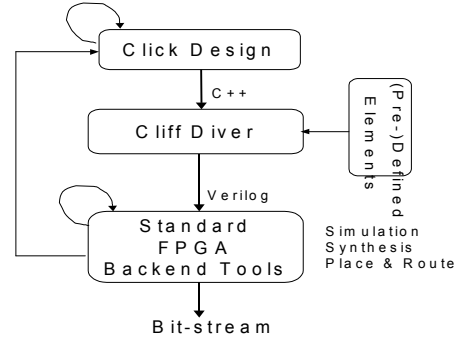 Click Design
C++
Cliff Diver
(Pre-)Defined
Elements
Verilog
Standard
FPGA
Backend Tools
Simulation
Synthesis
Place & Route
Bit-stream